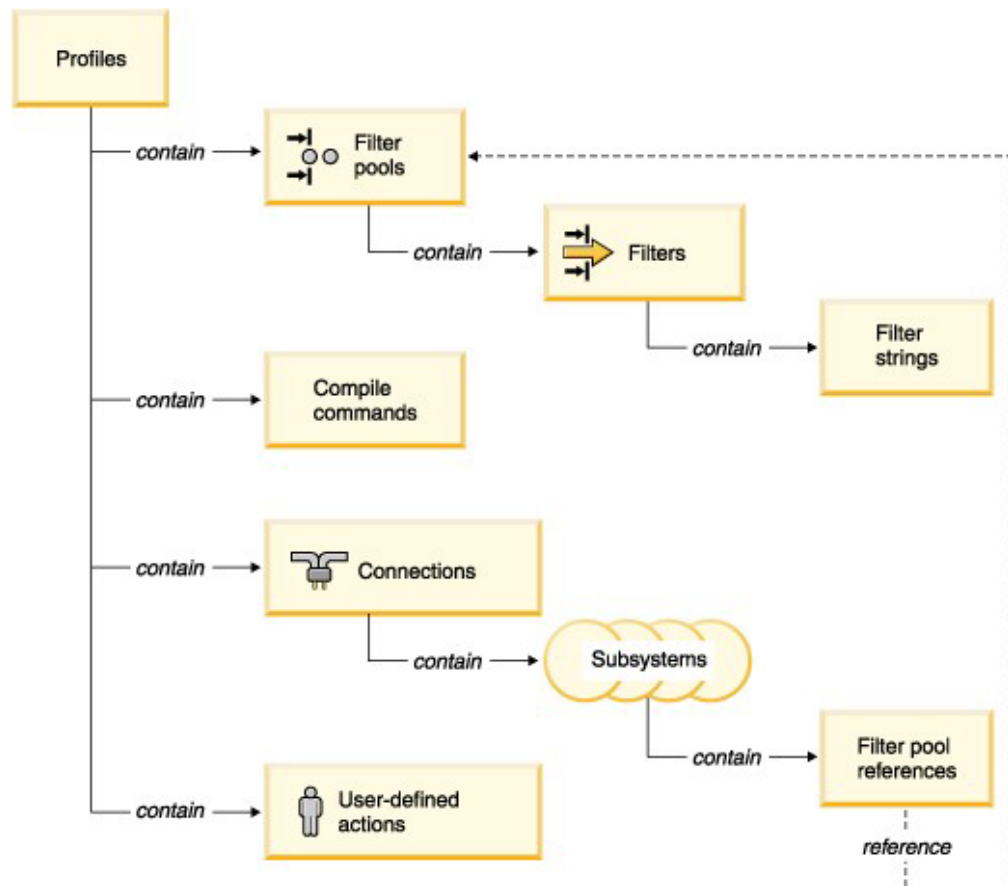 Profiles
contain
Filter
pools
contain
Filters
contain
Filter
strings
contain
Compile
commands
contain
Connections
contain
Subsystems
contain
Filter pool
references
contain
User-defined
actions
reference